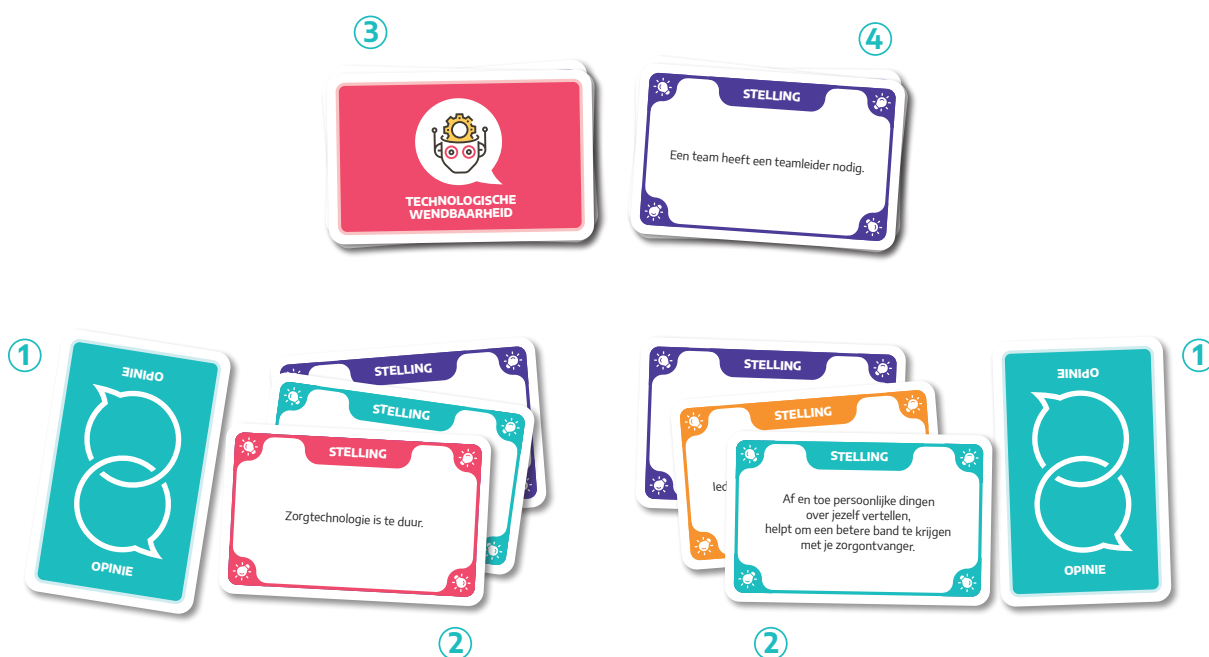 3
4
TECHNOLOGISCHE
WENDBAARHEID
STELLING
Een team heeft een teamleider nodig.
1
OPINIE
OPINIE
STELLING
STELLING
STELLING
Zorgtechnologie is te duur.
2
STELLING
STELLING
Ied
STELLING
Af en toe persoonlijke dingen
over jezelf vertellen,
helpt om een betere band te krijgen
met je zorgontvanger.
2
OPINIE
OPINIE
1